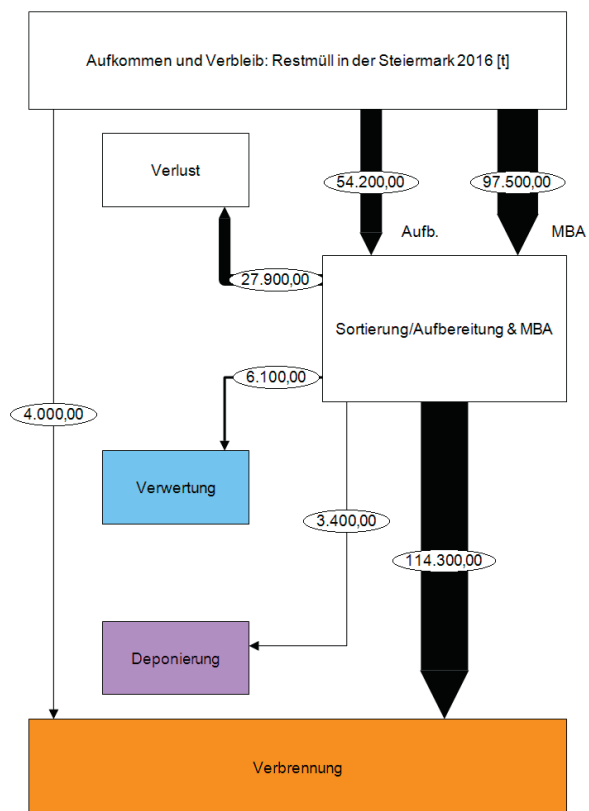 Aufkommen und Verbleib: Restmüll in der Steiermark 2016 [t]
Verlust
54.200,00
97.500,00
Aufb.
MBA
27.900,00
Sortierung/Aufbereitung & MBA
6.100,00
4.000,00
Verwertung
3.400,00
114.300,00
Deponierung
Verbrennung